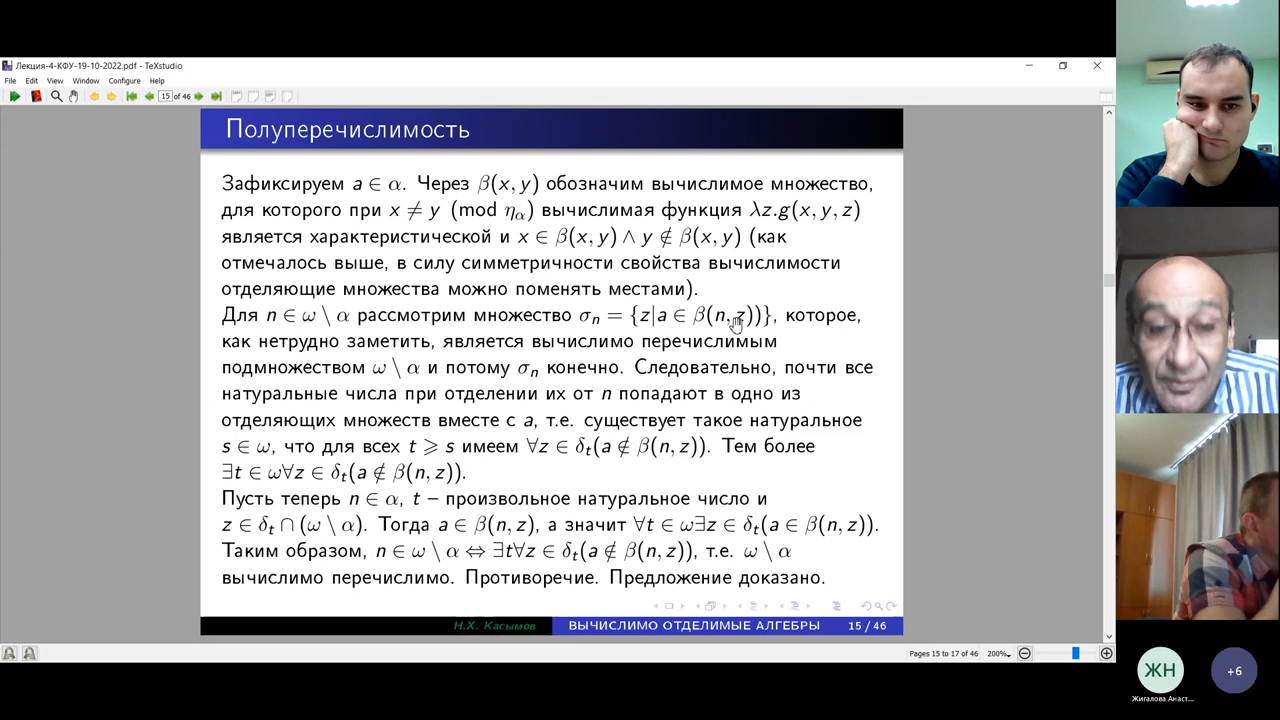 Лекция-4-КФУ-19-10-2022.pdf - TeXstudio
File Edit View Window Configure Help
15 of 46
Полуперечислимость
Зафиксируем a ∈ α. Через β(x, y) обозначим вычислимое множество,
для которого при x ≠ y (mod η_α) вычислимая функция λz.g(x, y, z)
является характеристической и x ∈ β(x, y) ∧ y ∉ β(x, y) (как
отмечалось выше, в силу симметричности свойства вычислимости
отделяющие множества можно поменять местами).
Для n ∈ ω \ α рассмотрим множество σ_n = {z|a ∈ β(n, z))}, которое,
как нетрудно заметить, является вычислимо перечислимым
подмножеством ω \ α и потому σ_n конечно. Следовательно, почти все
натуральные числа при отделении их от n попадают в одно из
отделяющих множеств вместе с a, т.е. существует такое натуральное
s ∈ ω, что для всех t ⩾ s имеем ∀z ∈ δ_t(a ∉ β(n, z)). Тем более
∃t ∈ ω∀z ∈ δ_t(a ∉ β(n, z)).
Пусть теперь n ∈ α, t – произвольное натуральное число и
z ∈ δ_t ∩ (ω \ α). Тогда a ∈ β(n, z), а значит ∀t ∈ ω∃z ∈ δ_t(a ∈ β(n, z)).
Таким образом, n ∈ ω \ α ⇔ ∃t∀z ∈ δ_t(a ∉ β(n, z)), т.е. ω \ α
вычислимо перечислимо. Противоречие. Предложение доказано.
Н.Х. Касымов ВЫЧИСЛИМО ОТДЕЛИМЫЕ АЛГЕБРЫ 15 / 46
Pages 15 to 17 of 46 200%
ЖН
Жигалова Анаст...
+6